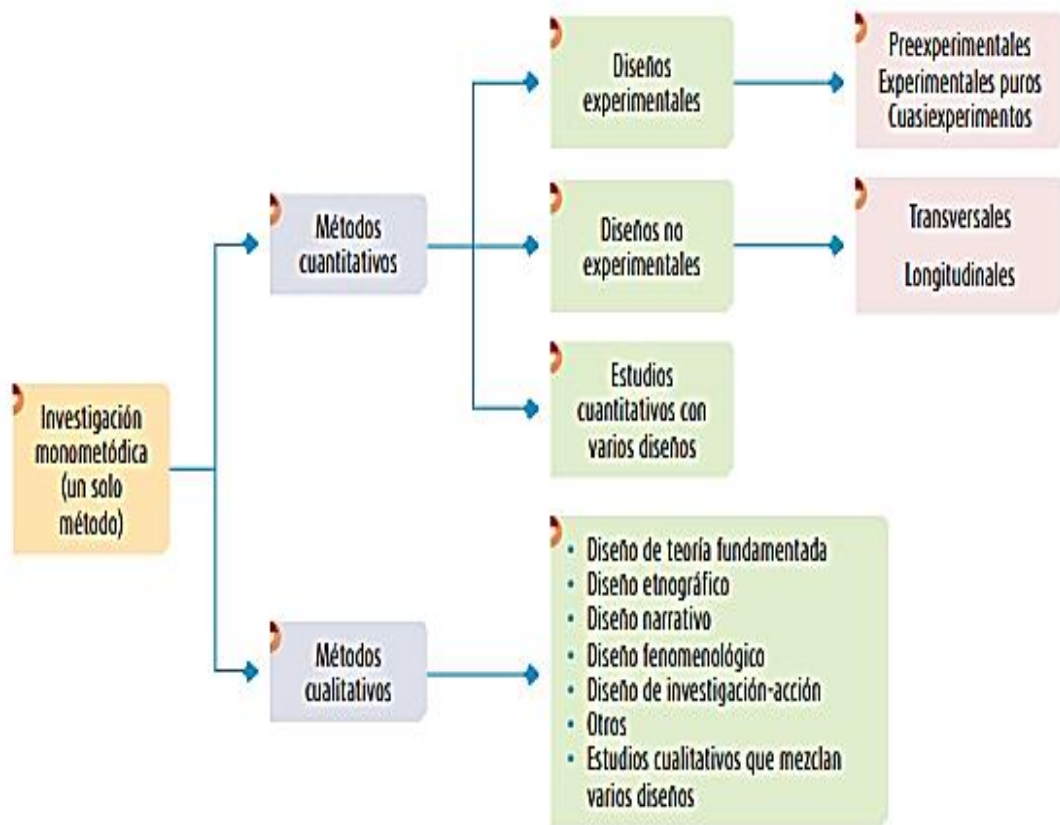 Investigación
monometódica
(un solo
método)
Métodos
cuantitativos
Diseños
experimentales
Preexperimentales
Experimentales puros
Cuasiexperimentos
Diseños no
experimentales
Transversales
Longitudinales
Estudios
cuantitativos con
varios diseños
Métodos
cualitativos
• Diseño de teoría fundamentada
• Diseño etnográfico
• Diseño narrativo
• Diseño fenomenológico
• Diseño de investigación-acción
• Otros
• Estudios cualitativos que mezclan
varios diseños